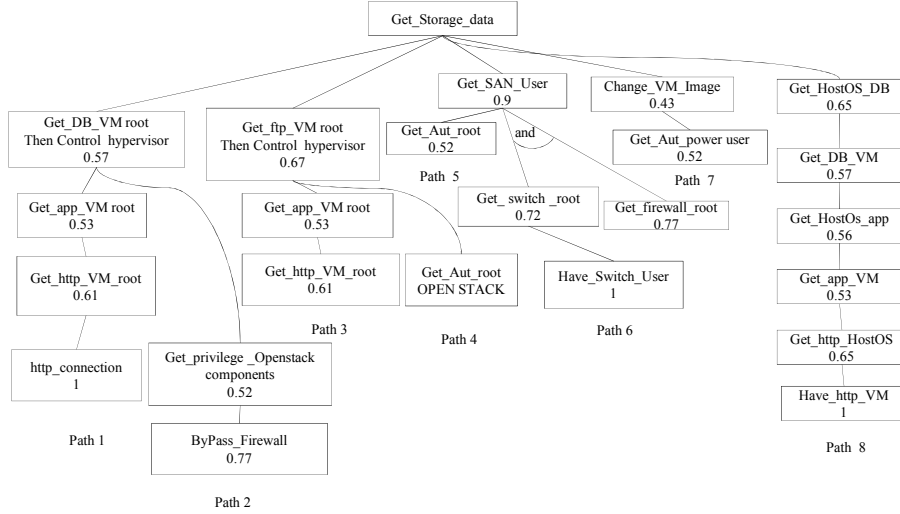 Get_Storage_data
Get_SAN_User
0.9
Change_VM_Image
0.43
Get_HostOS_DB
0.65
Get_DB_VM root
Then Control  hypervisor
0.57
Get_ftp_VM root
Then Control  hypervisor
0.67
Get_Aut_root
0.52
and
Get_Aut_power user
0.52
Get_DB_VM
0.57
Path  5
Path  7
Get_app_VM root
0.53
Get_app_VM root
0.53
Get_ switch _root
0.72
Get_firewall_root
0.77
Get_HostOs_app
0.56
Get_http_VM_root
0.61
Get_http_VM_root
0.61
Get_Aut_root
OPEN STACK
Have_Switch_User
1
Get_app_VM
0.53
Path 3
Path 4
Path 6
http_connection
1
Get_privilege _Openstack
components
0.52
Get_http_HostOS
0.65
Path 1
ByPass_Firewall
0.77
Have_http_VM
1
Path 2
Path  8